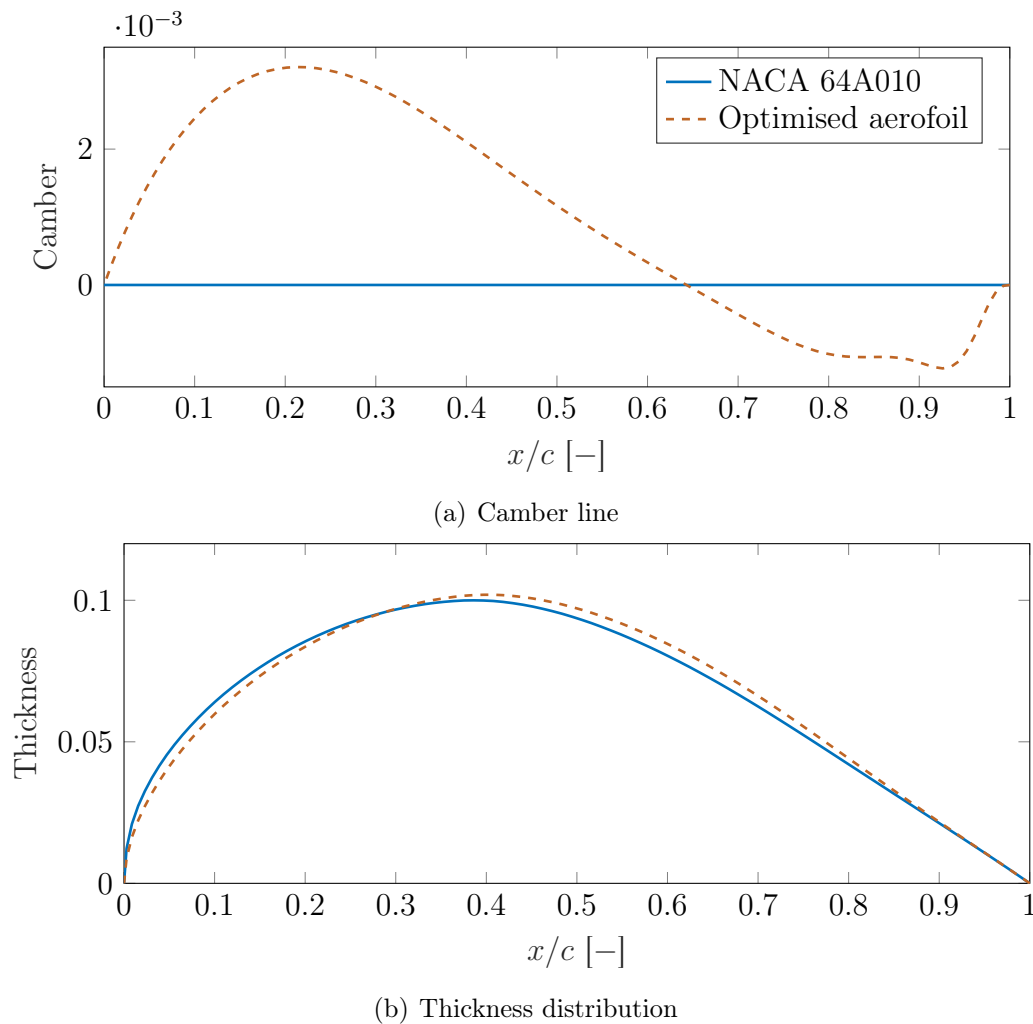 ·10−3
2
0
Camber
NACA 64A010
Optimised aerofoil
0 0.1 0.2 0.3 0.4 0.5 0.6 0.7 0.8 0.9 1
x/c [−]
(a) Camber line
0.1
0.05
0
Thickness
0 0.1 0.2 0.3 0.4 0.5 0.6 0.7 0.8 0.9 1
x/c [−]
(b) Thickness distribution